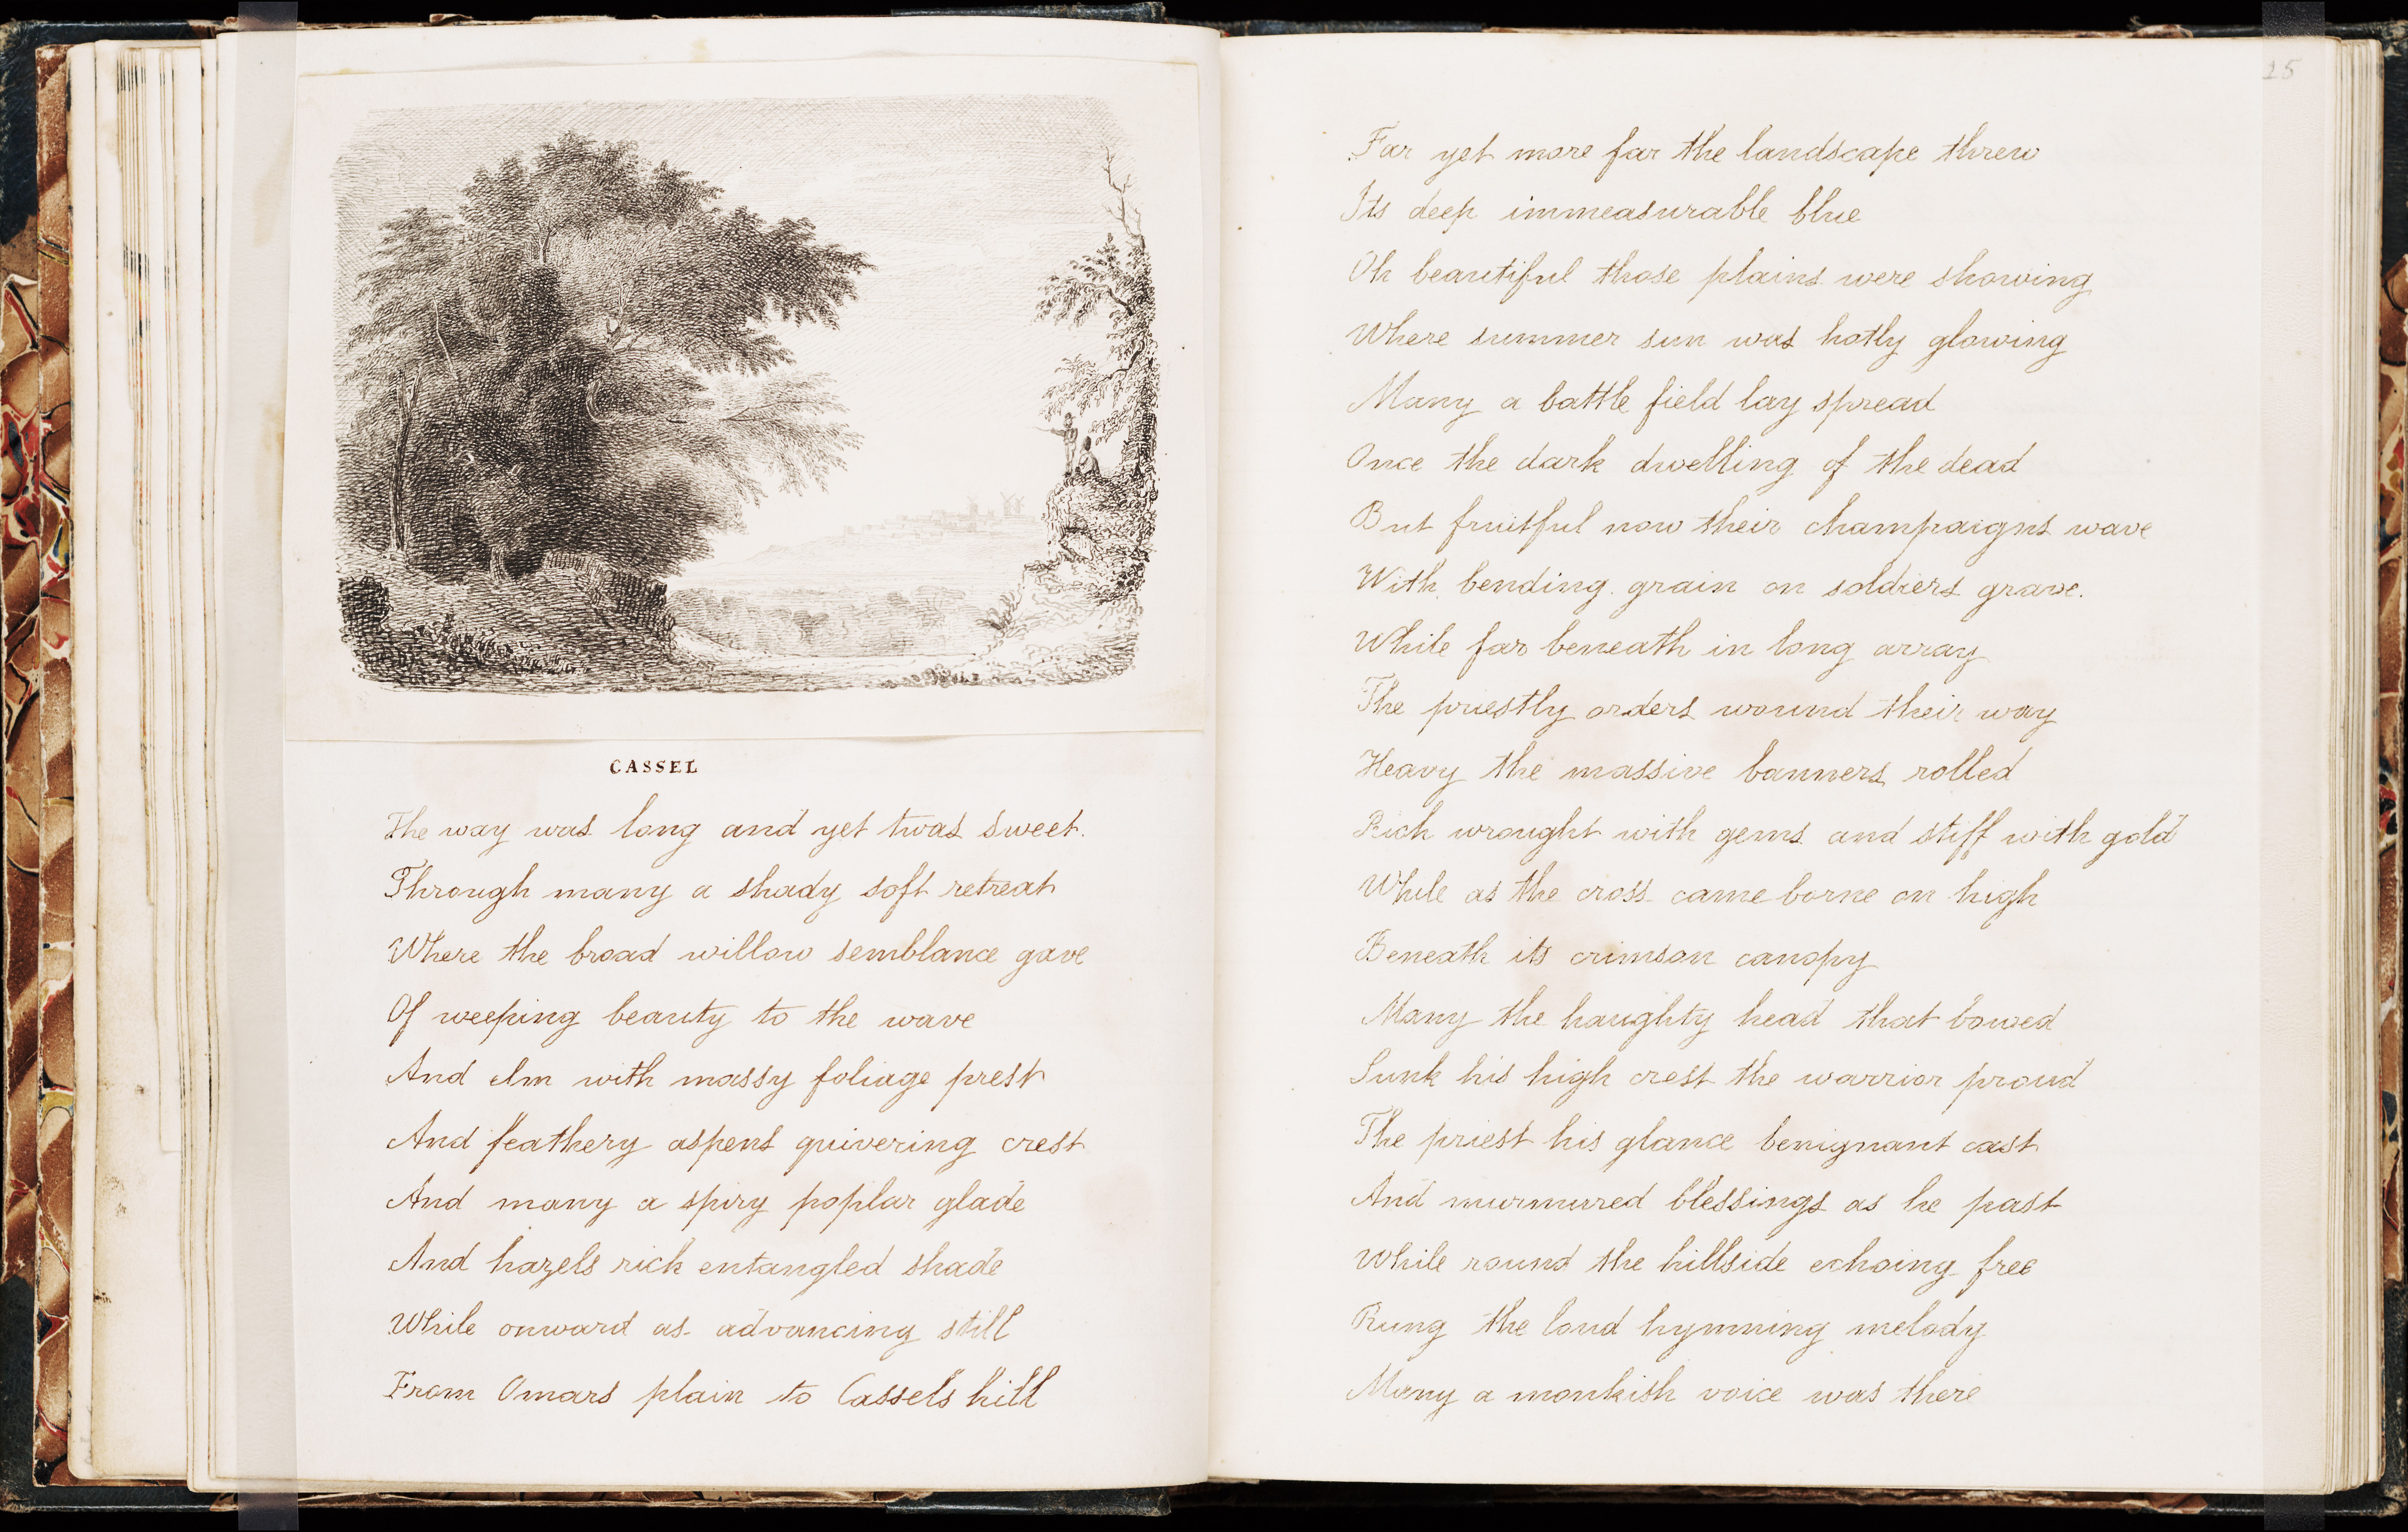 CASSEL
The way was long and yet twas sweet.
Through many a shady soft retreat
Where the broad willow semblance gave
Of weeping beauty to the wave
And elm with massy foliage prest
And feathery aspens quivering crest
And many a spiry poplar glade
And hazels rich entangled shade
While onward as advancing still
From Omars plain to Cassels hill
25
Far yet more far the landscape threw
Its deep immeasurable blue
Oh beautiful those plains were showing
Where summer sun was hotly glowing
Many a battle field lay spread
Once the dark dwelling of the dead
But fruitful now their champaigns wave
With bending grain on soldiers grave.
While far beneath in long array
The priestly orders wound their way
Heavy the massive banners rolled
Rich wrought with gems and stiff with gold
While as the cross came borne on high
Beneath its crimson canopy
Many the haughty head that bowed
Sunk his high crest the warrior proud
The priest his glance benignant cast
And murmured blessings as he past
While round the hillside echoing free
Rung the loud hymning melody
Many a monkish voice was there